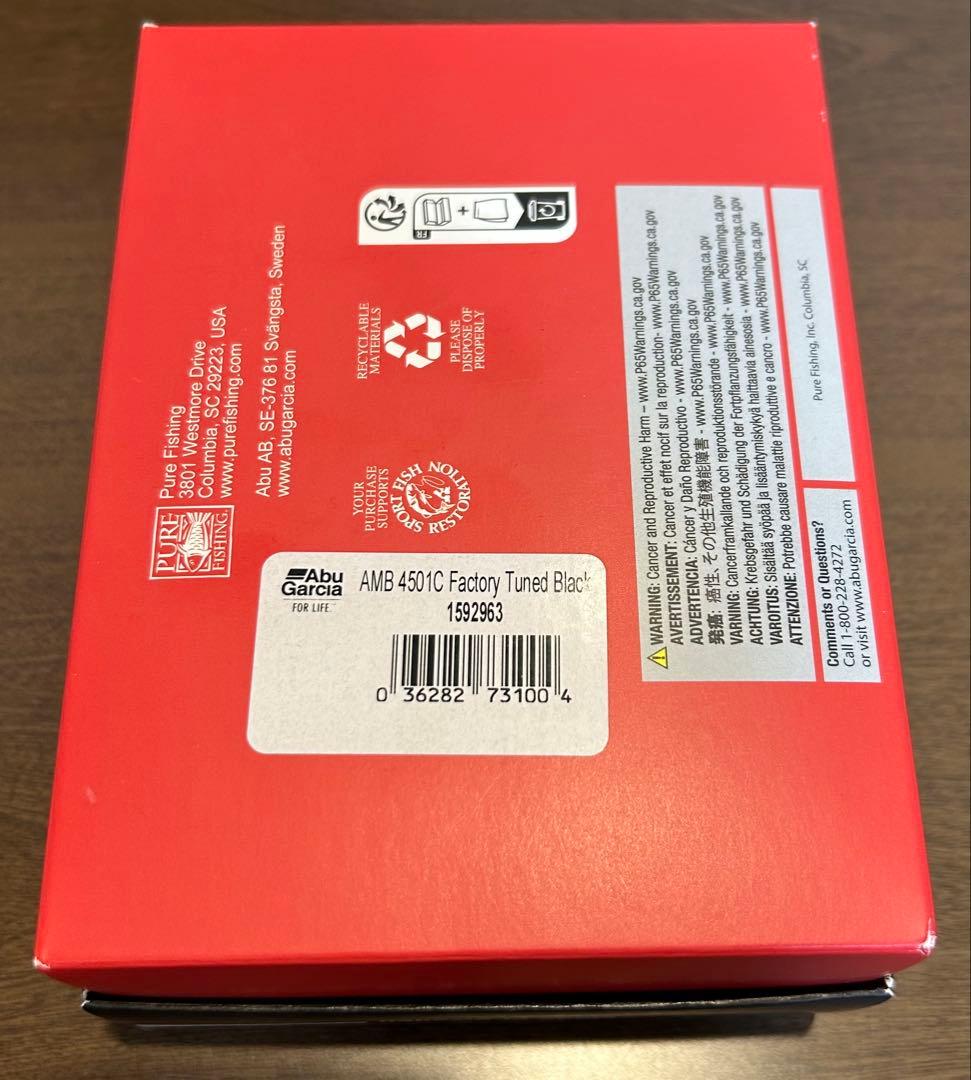 PURE
FISHING.
Pure Fishing
3801 Westmore Drive
Columbia, SC 29223, USA
www.purefishing.com
Abu AB, SE-376 81 Svängsta, Sweden
www.abugarcia.com
FR
+
RECYCLABLE
MATERIALS
PLEASE
DISPOSE OF
PROPERLY
YOUR
PURCHASE
SUPPORTS
SPORT FISH
RESTORATION
Abu
Garcia
FOR LIFE.
AMB 4501C Factory Tuned Black
1592963
0 36282 73100 4
WARNING: Cancer and Reproductive Harm – www.P65Warnings.ca.gov
AVERTISSEMENT: Cancer et effet nocif sur la reproduction- www.P65Warnings.ca.gov
ADVERTENCIA: Cáncer y Daño Reproductivo - www.P65Warnings.ca.gov
発癌: 癌性、その他生殖機能障害 - www.P65Warnings.ca.gov
VARNING: Cancerframkallande och reproduktionsstörande - www.P65Warnings.ca.gov
ACHTUNG: Krebsgefahr und Schädigung der Fortpflanzungsfähigkeit - www.P65Warnings.ca.gov
VAROITUS: Sisältää syöpää ja lisääntymiskykyä haittaavia ainesosia - www.P65Warnings.ca.gov
ATTENZIONE: Potrebbe causare malattie riproduttive e cancro - www.P65Warnings.ca.gov
Pure Fishing, Inc. Columbia, SC
Comments or Questions?
Call 1-800-228-4272
or visit www.abugarcia.com